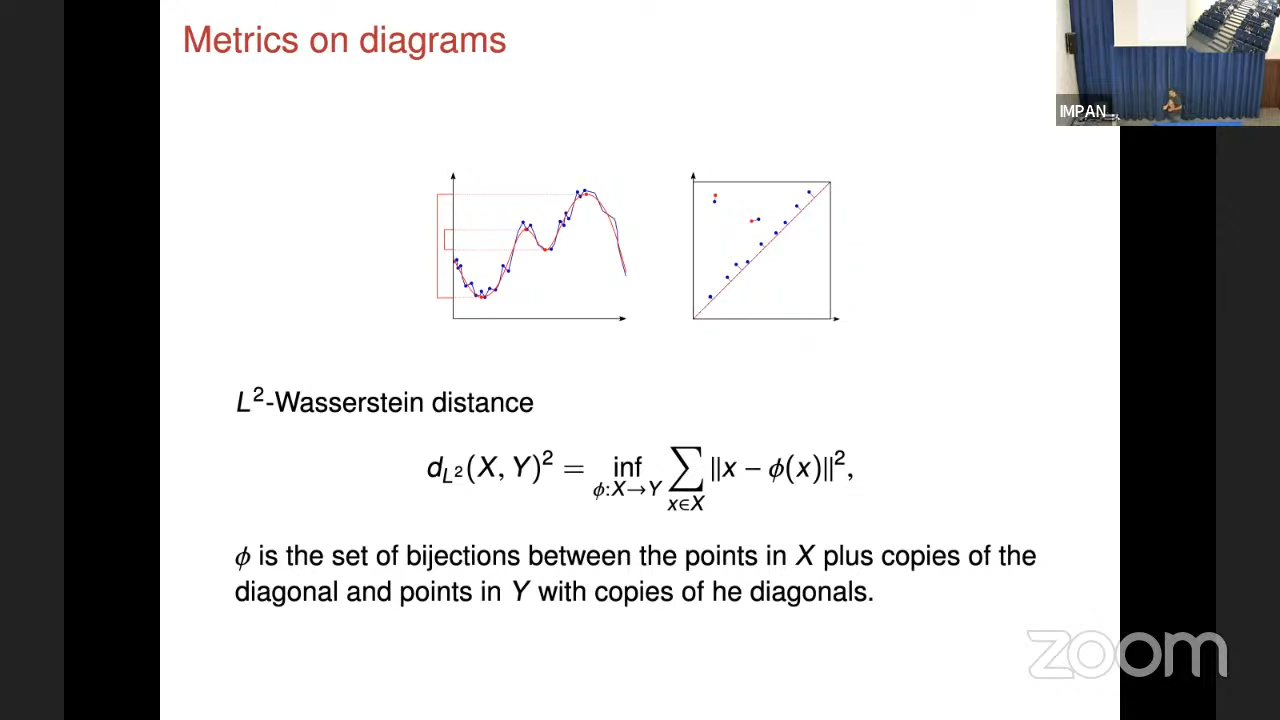 Metrics on diagrams
IMPAN
L²-Wasserstein distance
d_{L²}(X, Y)² = inf_{ϕ:X→Y} ∑_{x∈X} ‖x − ϕ(x)‖²,
ϕ is the set of bijections between the points in X plus copies of the
diagonal and points in Y with copies of he diagonals.
zoom